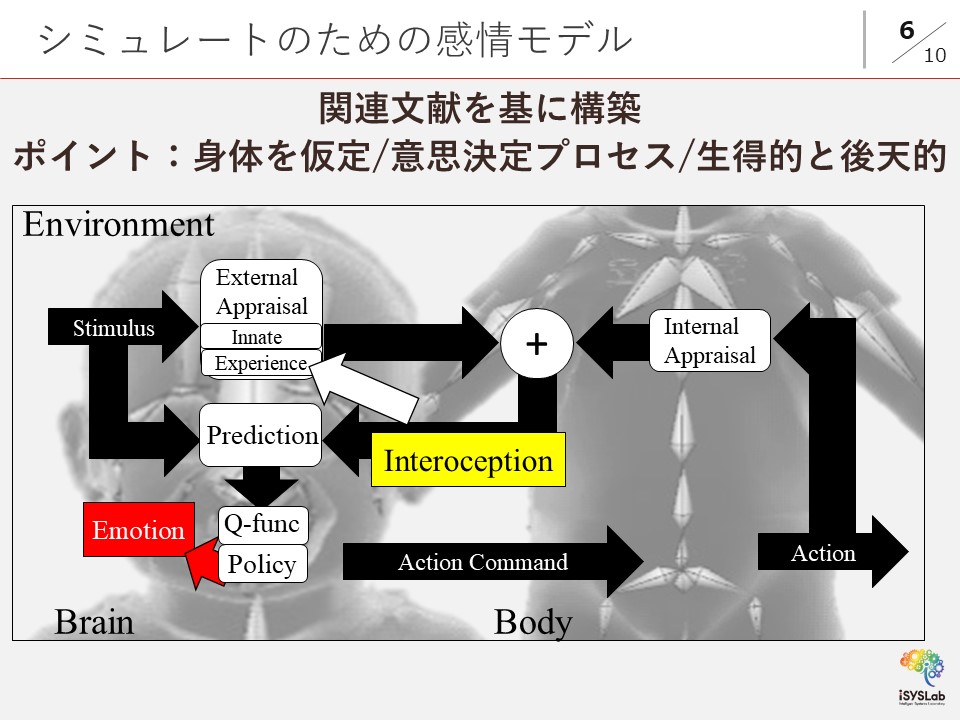 シミュレートのための感情モデル
6
10
関連文献を基に構築
ポイント：身体を仮定/意思決定プロセス/生得的と後天的
Environment
External
Appraisal
Innate
Experience
Stimulus
+
Internal
Appraisal
Prediction
Interoception
Emotion
Q-func
Policy
Action Command
Action
Brain
Body
iSYSLab
Intelligent Systems Laboratory